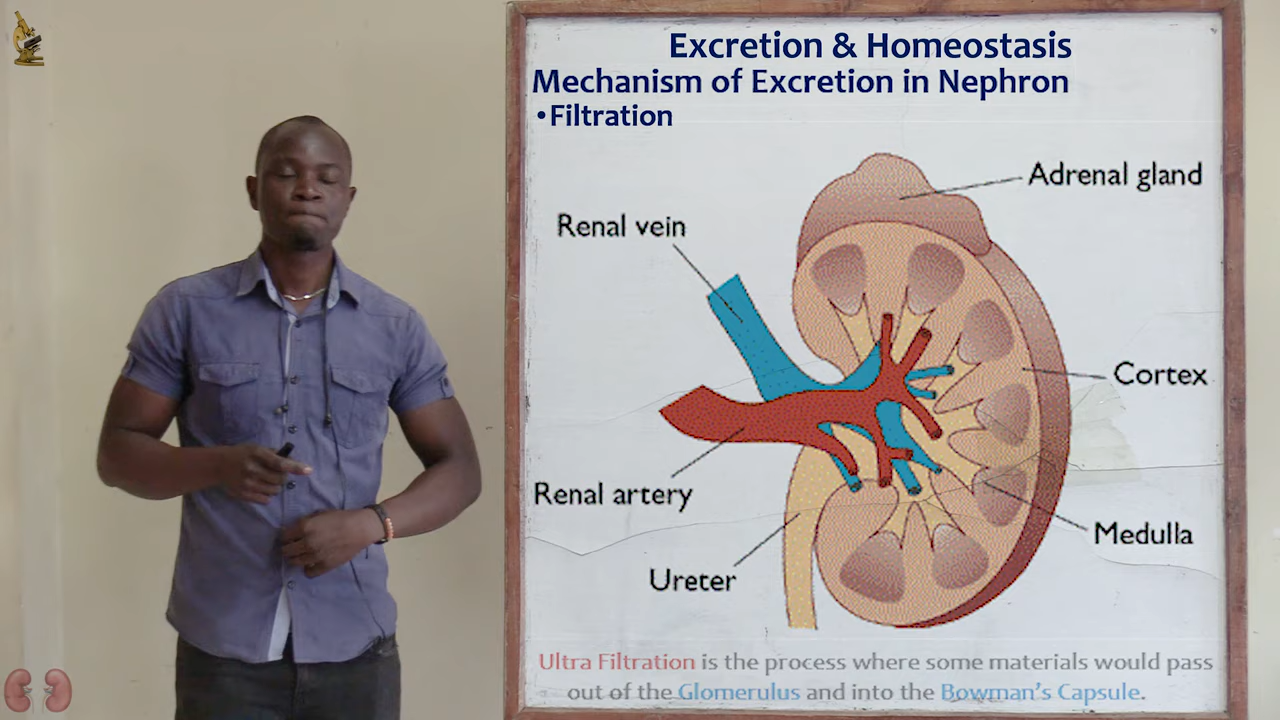 Excretion & Homeostasis
Mechanism of Excretion in Nephron
•Filtration
Adrenal gland
Renal vein
Cortex
Renal artery
Medulla
Ureter
Ultra Filtration is the process where some materials would pass
out of the Glomerulus and into the Bowman's Capsule.